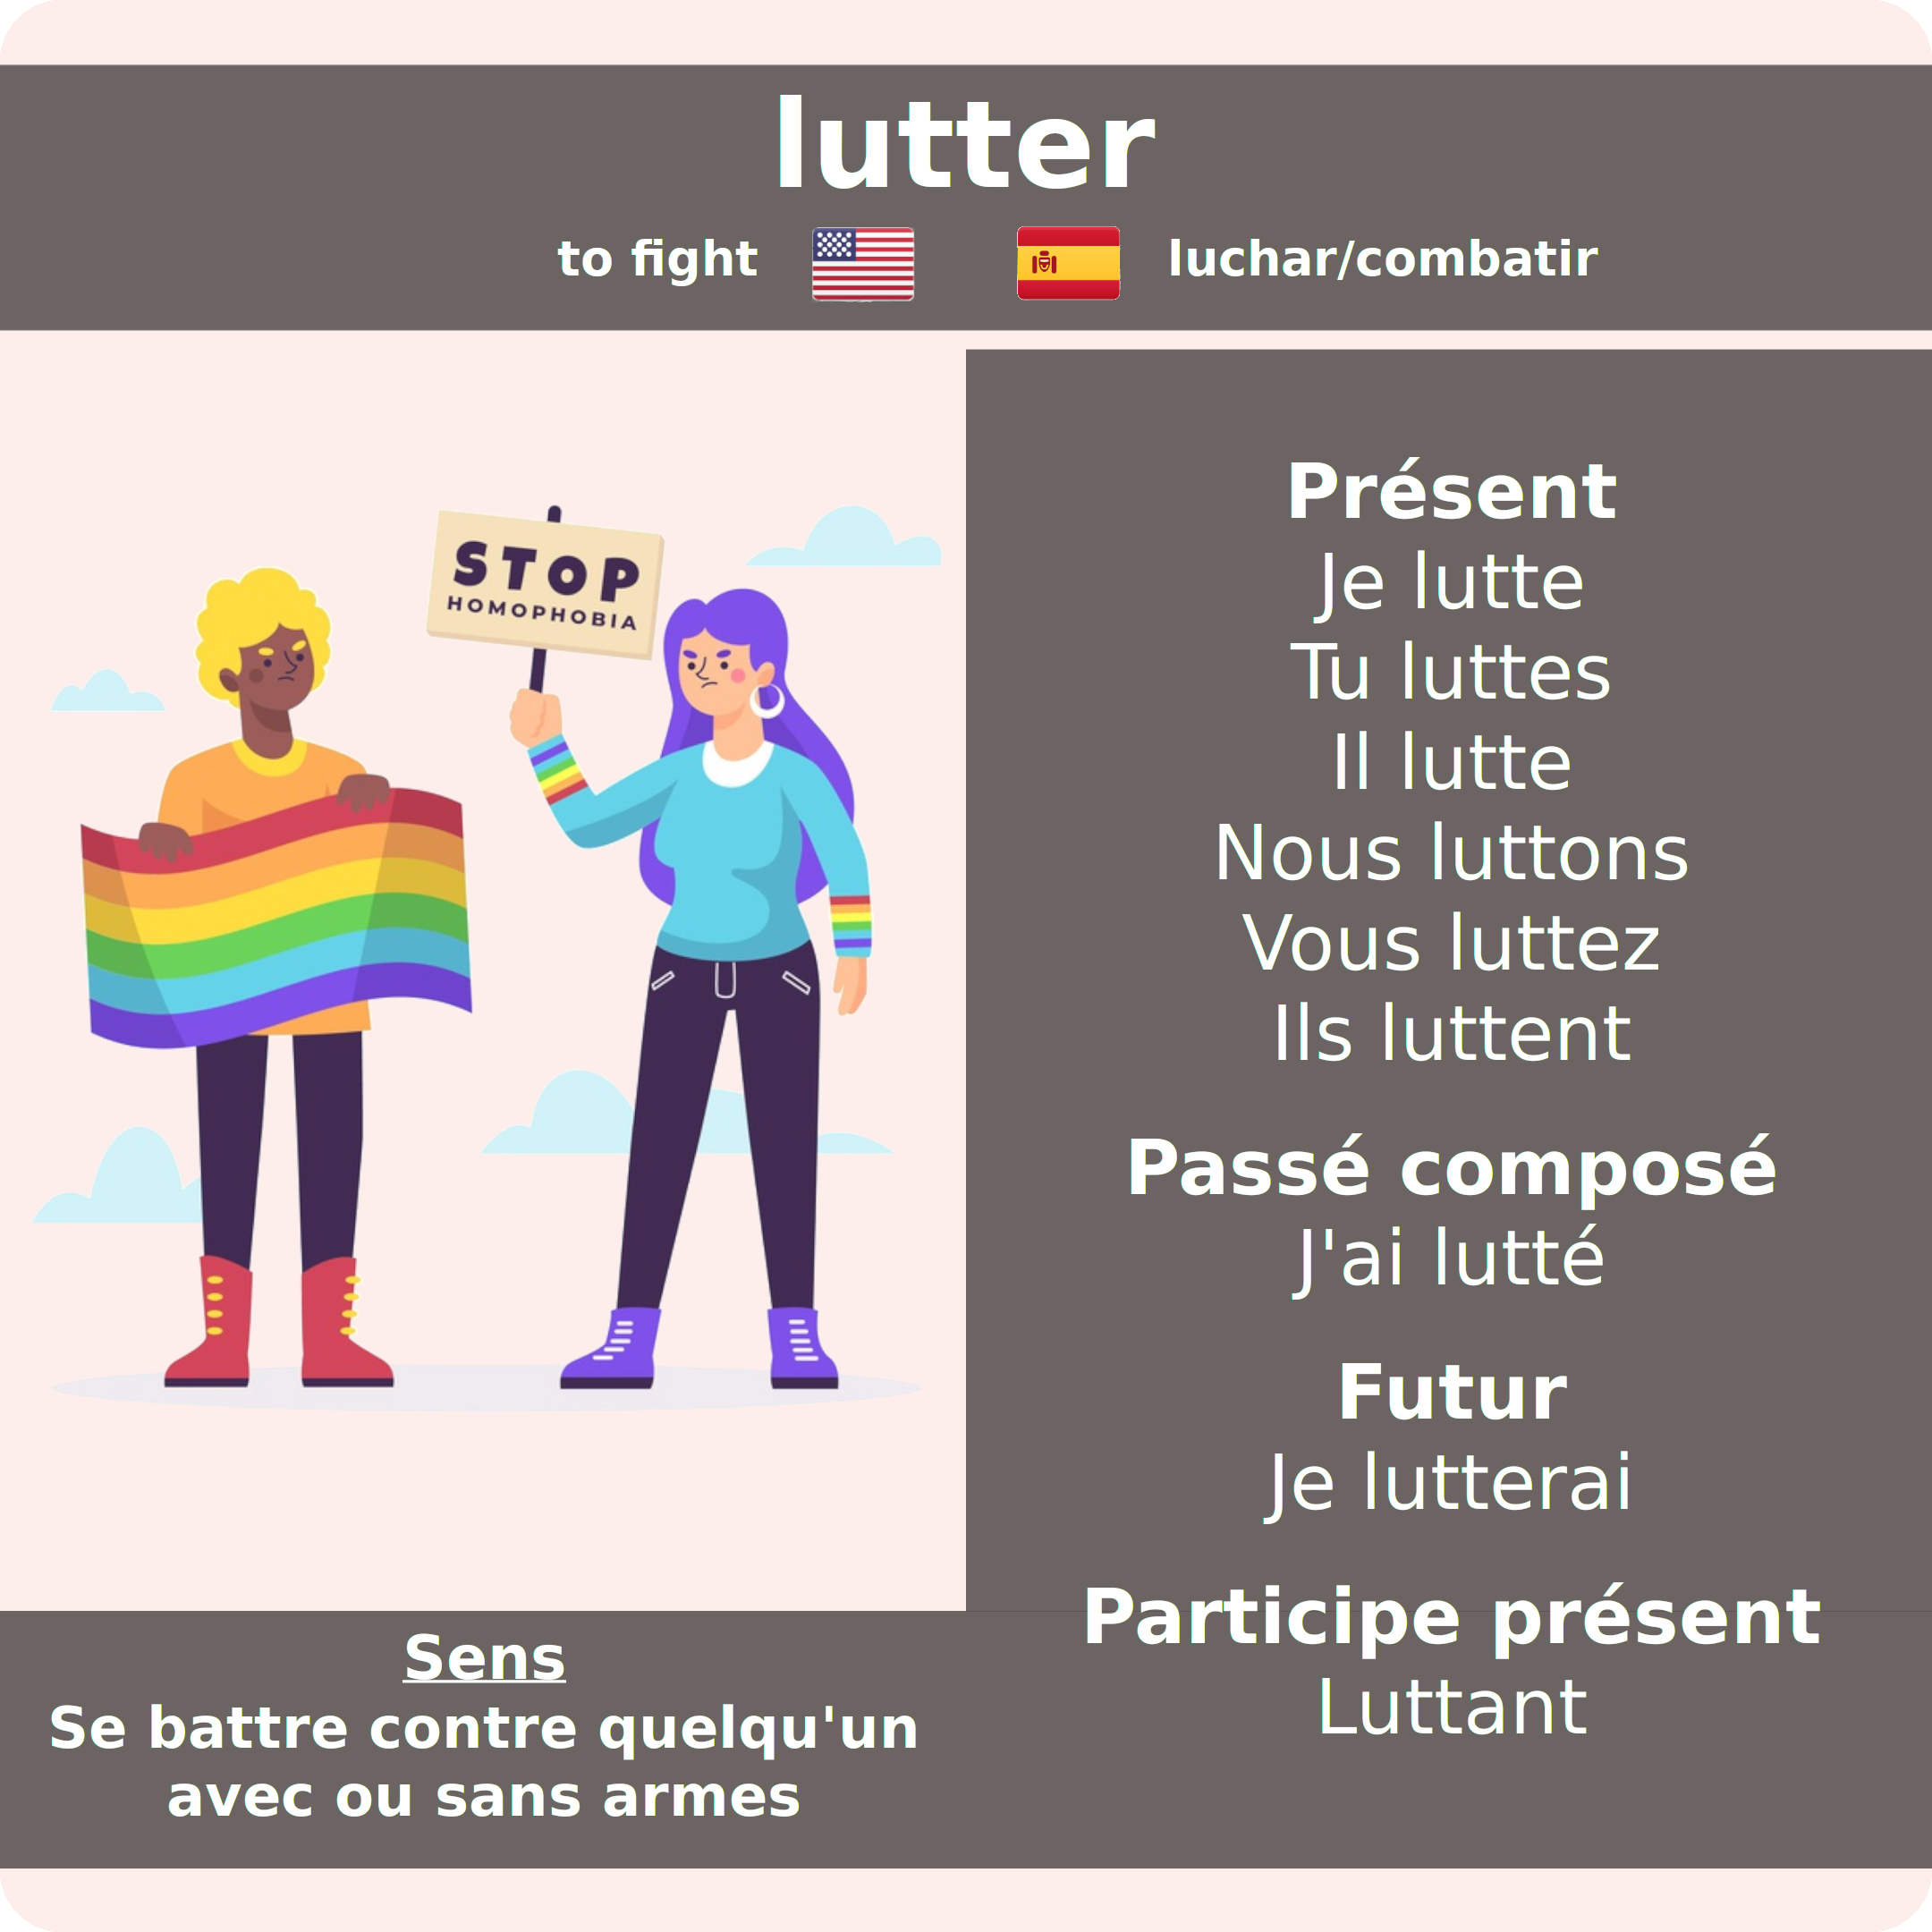 lutter
to fight
luchar/combatir
STOP
HOMOPHOBIA
Présent
Je lutte
Tu luttes
Il lutte
Nous luttons
Vous luttez
Ils luttent
Passé composé
J'ai lutté
Futur
Je lutterai
Participe présent
Luttant
Sens
Se battre contre quelqu'un
avec ou sans armes